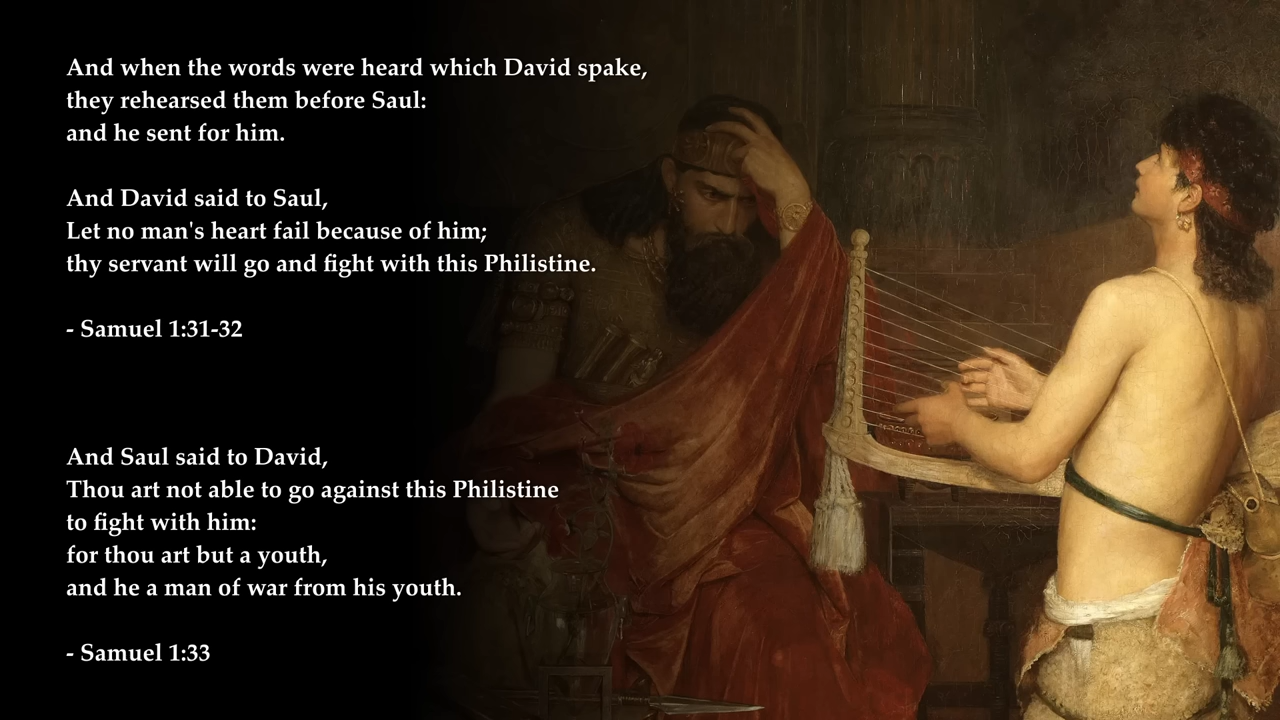 And when the words were heard which David spake,
they rehearsed them before Saul:
and he sent for him.
And David said to Saul,
Let no man's heart fail because of him;
thy servant will go and fight with this Philistine.
- Samuel 1:31-32
And Saul said to David,
Thou art not able to go against this Philistine
to fight with him:
for thou art but a youth,
and he a man of war from his youth.
- Samuel 1:33